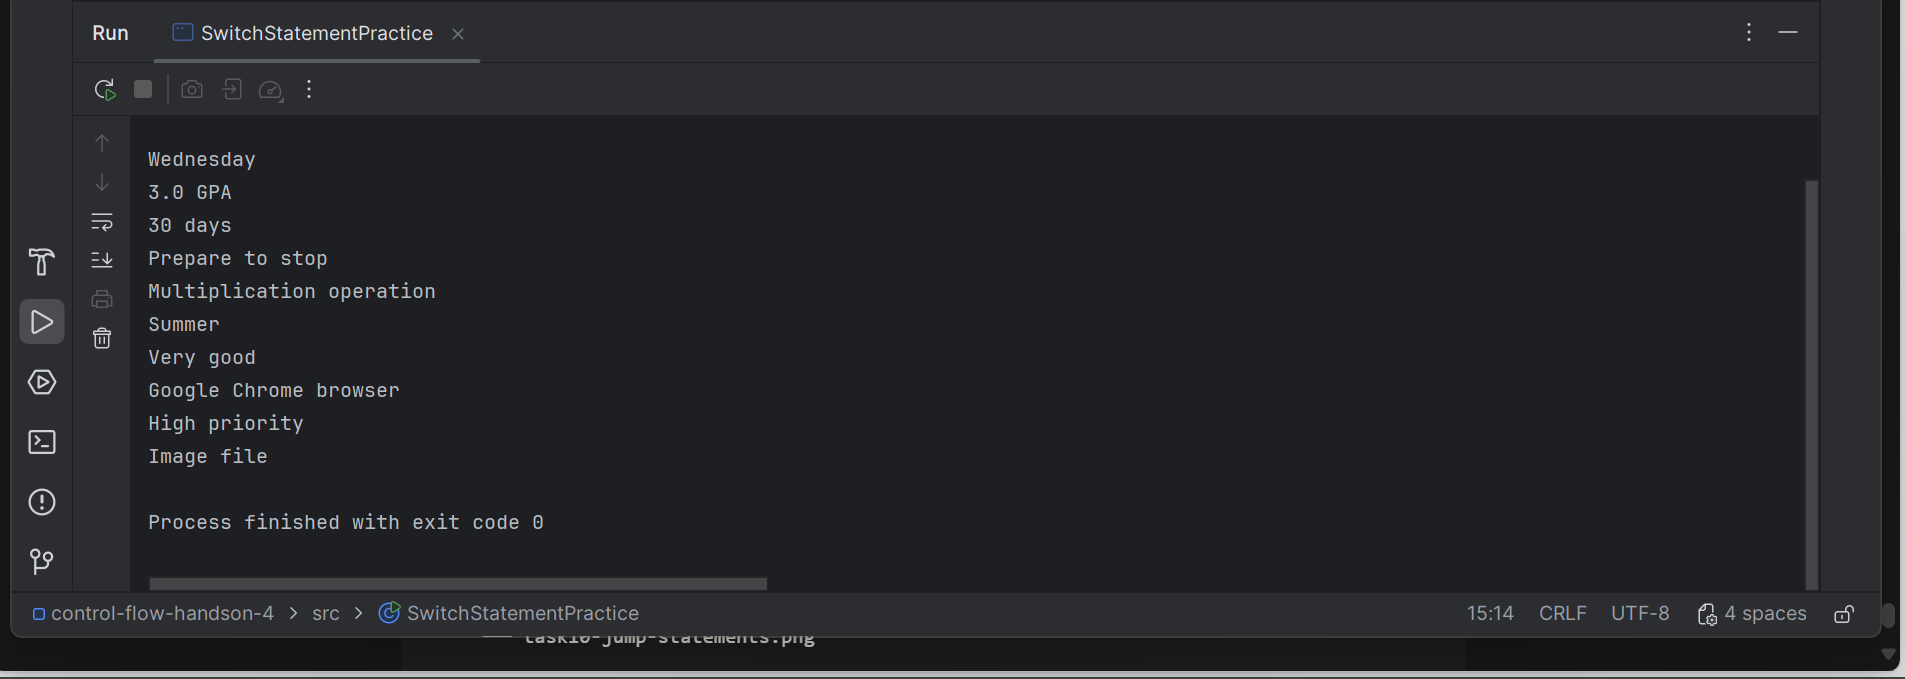 Run SwitchStatementPractice
Wednesday
3.0 GPA
30 days
Prepare to stop
Multiplication operation
Summer
Very good
Google Chrome browser
High priority
Image file
Process finished with exit code 0
control-flow-handson-4 > src > SwitchStatementPractice 15:14 CRLF UTF-8 4 spaces
task10-jump-statements.png